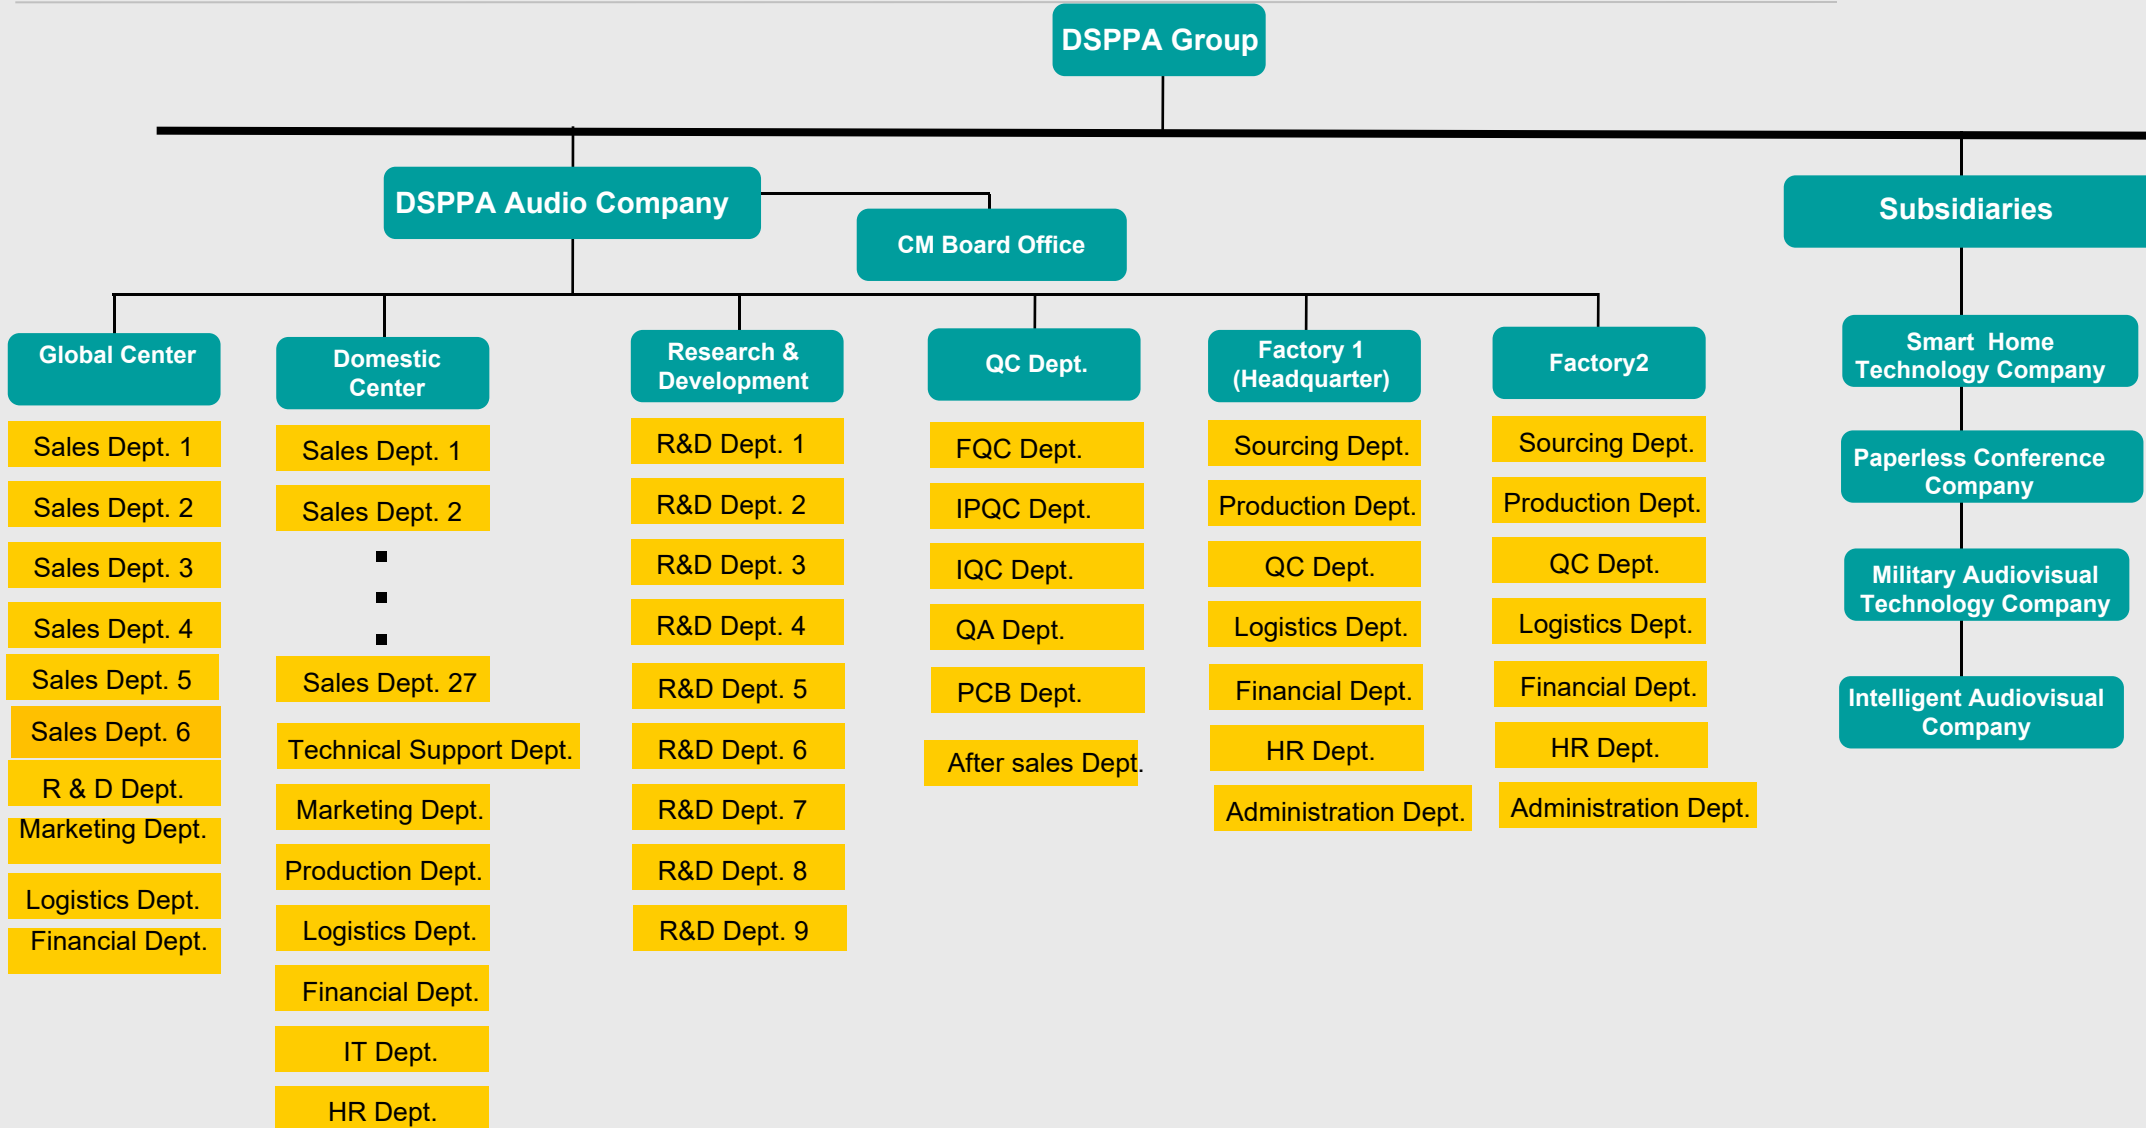 DSPPA Group
DSPPA Audio Company
CM Board Office
Subsidiaries
Global Center
Sales Dept. 1
Sales Dept. 2
Sales Dept. 3
Sales Dept. 4
Sales Dept. 5
Sales Dept. 6
R & D Dept.
Marketing Dept.
Logistics Dept.
Financial Dept.
Domestic
Center
Sales Dept. 1
Sales Dept. 2
Sales Dept. 27
Technical Support Dept.
Marketing Dept.
Production Dept.
Logistics Dept.
Financial Dept.
IT Dept.
HR Dept.
Research &
Development
R&D Dept. 1
R&D Dept. 2
R&D Dept. 3
R&D Dept. 4
R&D Dept. 5
R&D Dept. 6
R&D Dept. 7
R&D Dept. 8
R&D Dept. 9
QC Dept.
FQC Dept.
IPQC Dept.
IQC Dept.
QA Dept.
PCB Dept.
After sales Dept.
Factory 1
(Headquarter)
Sourcing Dept.
Production Dept.
QC Dept.
Logistics Dept.
Financial Dept.
HR Dept.
Administration Dept.
Factory2
Sourcing Dept.
Production Dept.
QC Dept.
Logistics Dept.
Financial Dept.
HR Dept.
Administration Dept.
Smart Home
Technology Company
Paperless Conference
Company
Military Audiovisual
Technology Company
Intelligent Audiovisual
Company